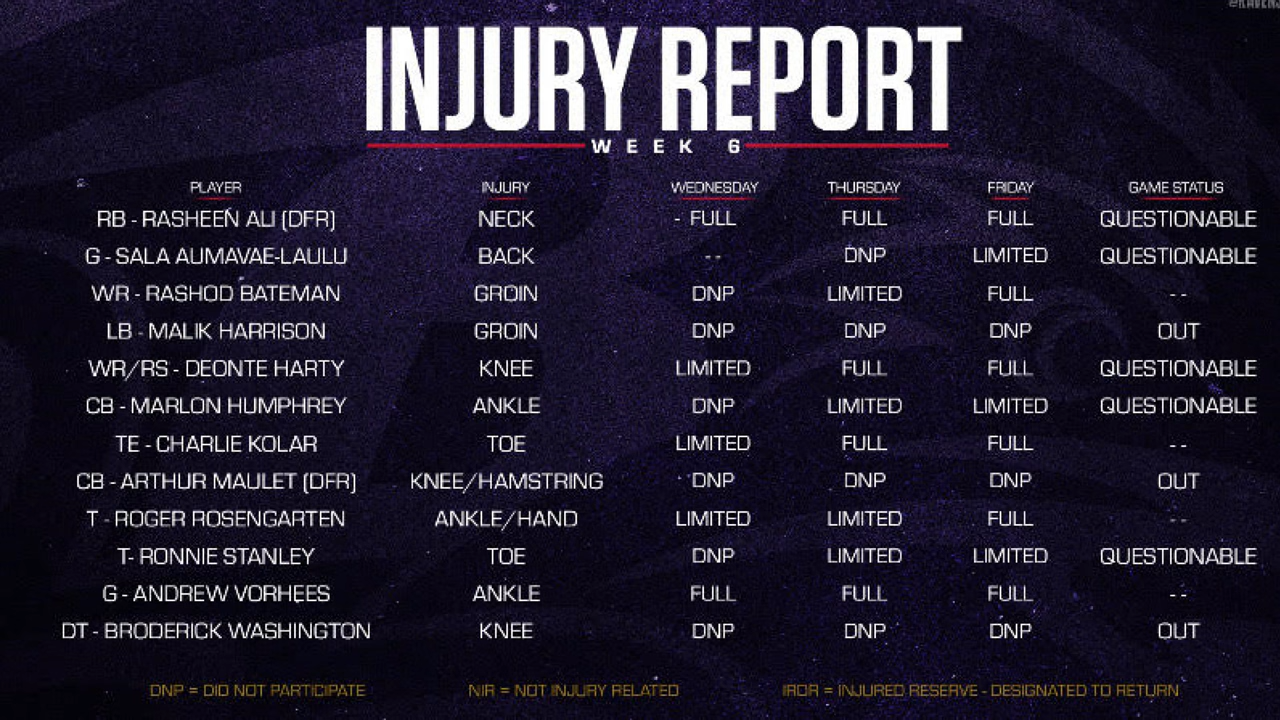 INJURY REPORT
WEEK 6
PLAYER INJURY WEDNESDAY THURSDAY FRIDAY GAME STATUS
RB - RASHEEN ALI (DFR) NECK - FULL FULL FULL QUESTIONABLE
G - SALA AUMAVAE-LAULU BACK -- DNP LIMITED QUESTIONABLE
WR - RASHOD BATEMAN GROIN DNP LIMITED FULL --
LB - MALIK HARRISON GROIN DNP DNP DNP OUT
WR/RS - DEONTE HARTY KNEE LIMITED FULL FULL QUESTIONABLE
CB - MARLON HUMPHREY ANKLE DNP LIMITED LIMITED QUESTIONABLE
TE - CHARLIE KOLAR TOE LIMITED FULL FULL --
CB - ARTHUR MAULET (DFR) KNEE/HAMSTRING DNP DNP DNP OUT
T - ROGER ROSENGARTEN ANKLE/HAND LIMITED LIMITED FULL --
T- RONNIE STANLEY TOE DNP LIMITED LIMITED QUESTIONABLE
G - ANDREW VORHEES ANKLE FULL FULL FULL --
DT - BRODERICK WASHINGTON KNEE DNP DNP DNP OUT
DNP = DID NOT PARTICIPATE NIR = NOT INJURY RELATED IRDR = INJURED RESERVE - DESIGNATED TO RETURN